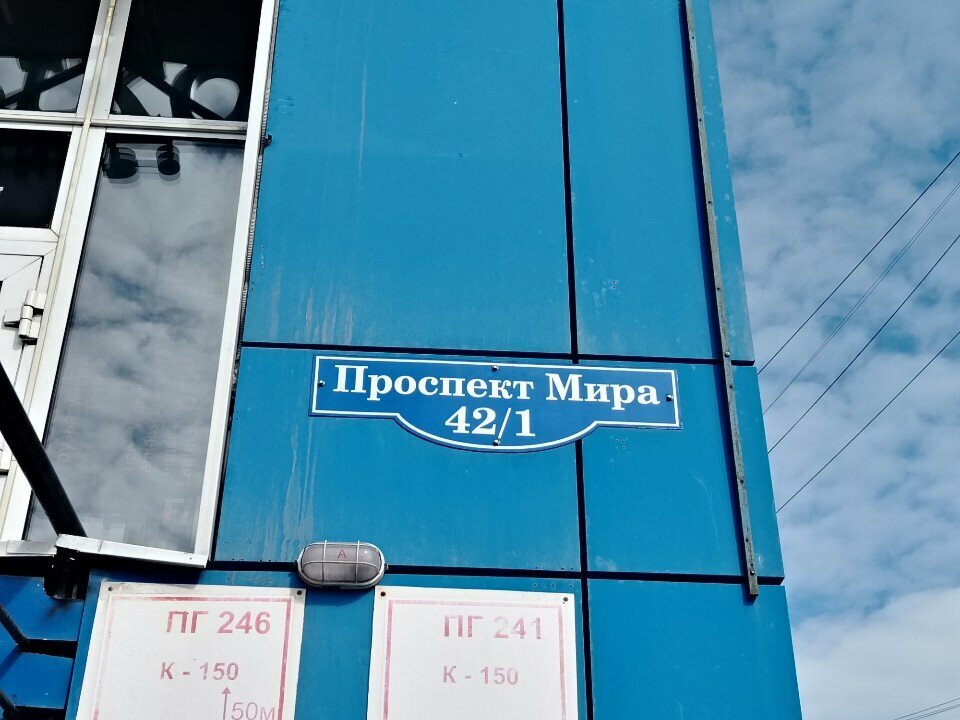 Проспект Мира
42/1
А
ПГ 246
К - 150
50м
ПГ 241
К - 150